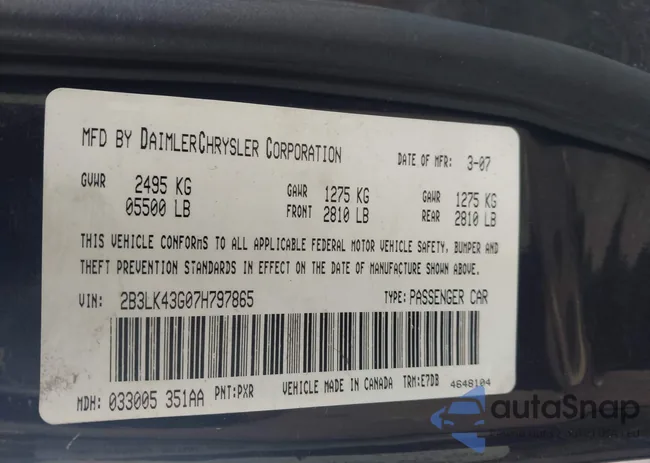 MFD BY DAIMLERCHRYSLER CORPORATION DATE OF MFR: 3-07
GVWR 2495 KG GAWR 1275 KG GAWR 1275 KG
05500 LB FRONT 2810 LB REAR 2810 LB
THIS VEHICLE CONFORMS TO ALL APPLICABLE FEDERAL MOTOR VEHICLE SAFETY, BUMPER AND
THEFT PREVENTION STANDARDS IN EFFECT ON THE DATE OF MANUFACTURE SHOWN ABOVE.
VIN: 2B3LK43G07H797865 TYPE: PASSENGER CAR
MDH: 033005 351AA PNT:PXR VEHICLE MADE IN CANADA TRM:E7DB 4648104
autaSnap